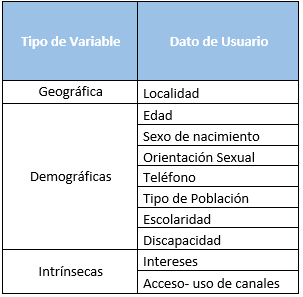 Tipo de Variable
Dato de Usuario
Geográfica
Localidad
Demográficas
Edad
Sexo de nacimiento
Orientación Sexual
Teléfono
Tipo de Población
Escolaridad
Discapacidad
Intrínsecas
Intereses
Acceso- uso de canales